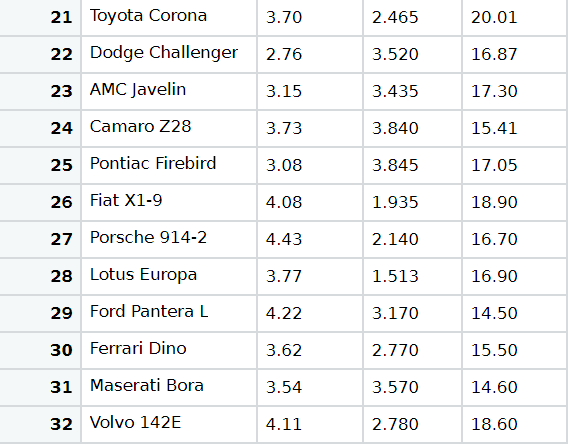 21 Toyota Corona 3.70 2.465 20.01
22 Dodge Challenger 2.76 3.520 16.87
23 AMC Javelin 3.15 3.435 17.30
24 Camaro Z28 3.73 3.840 15.41
25 Pontiac Firebird 3.08 3.845 17.05
26 Fiat X1-9 4.08 1.935 18.90
27 Porsche 914-2 4.43 2.140 16.70
28 Lotus Europa 3.77 1.513 16.90
29 Ford Pantera L 4.22 3.170 14.50
30 Ferrari Dino 3.62 2.770 15.50
31 Maserati Bora 3.54 3.570 14.60
32 Volvo 142E 4.11 2.780 18.60